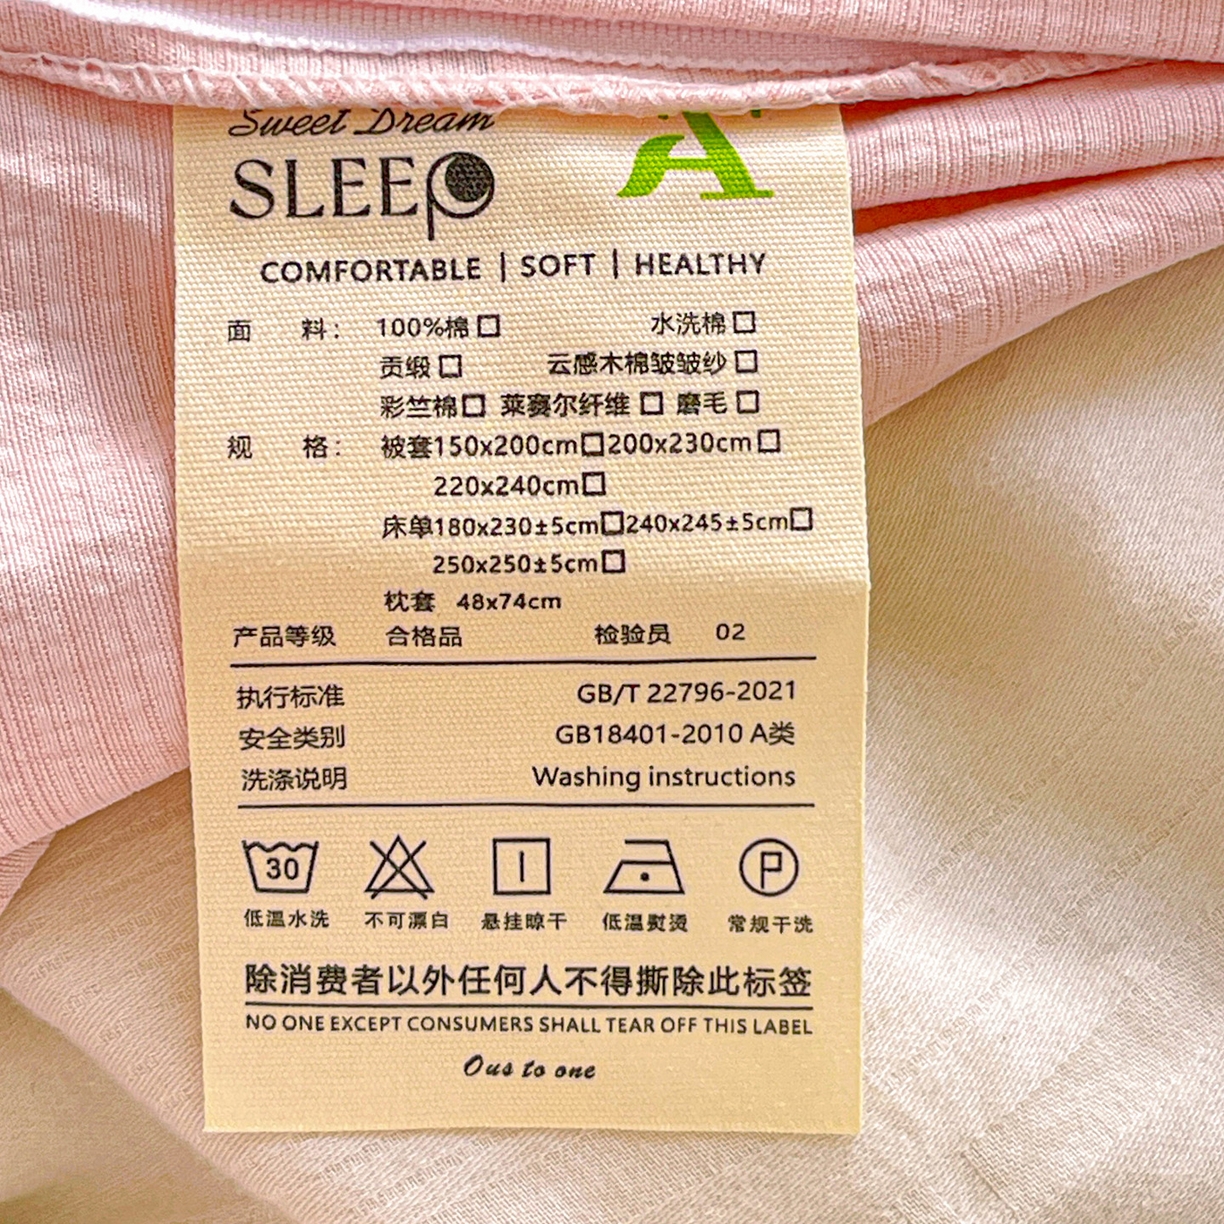 Sweet Dream
SLEEP
A
COMFORTABLE | SOFT | HEALTHY
面 料: 100%棉□ 水洗棉□
贡缎□ 云感木棉皱皱纱□
彩竺棉□ 莱赛尔纤维□ 磨毛□
规 格: 被套150x200cm□200x230cm□
220x240cm□
床单180x230±5cm□240x245±5cm□
250x250±5cm□
枕套 48x74cm
产品等级 合格品 检验员 02
执行标准 GB/T 22796-2021
安全类别 GB18401-2010 A类
洗涤说明 Washing instructions
30 P
低温水洗 不可漂白 悬挂晾干 低温熨烫 常规干洗
除消费者以外任何人不得撕除此标签
NO ONE EXCEPT CONSUMERS SHALL TEAR OFF THIS LABEL
Ous to one